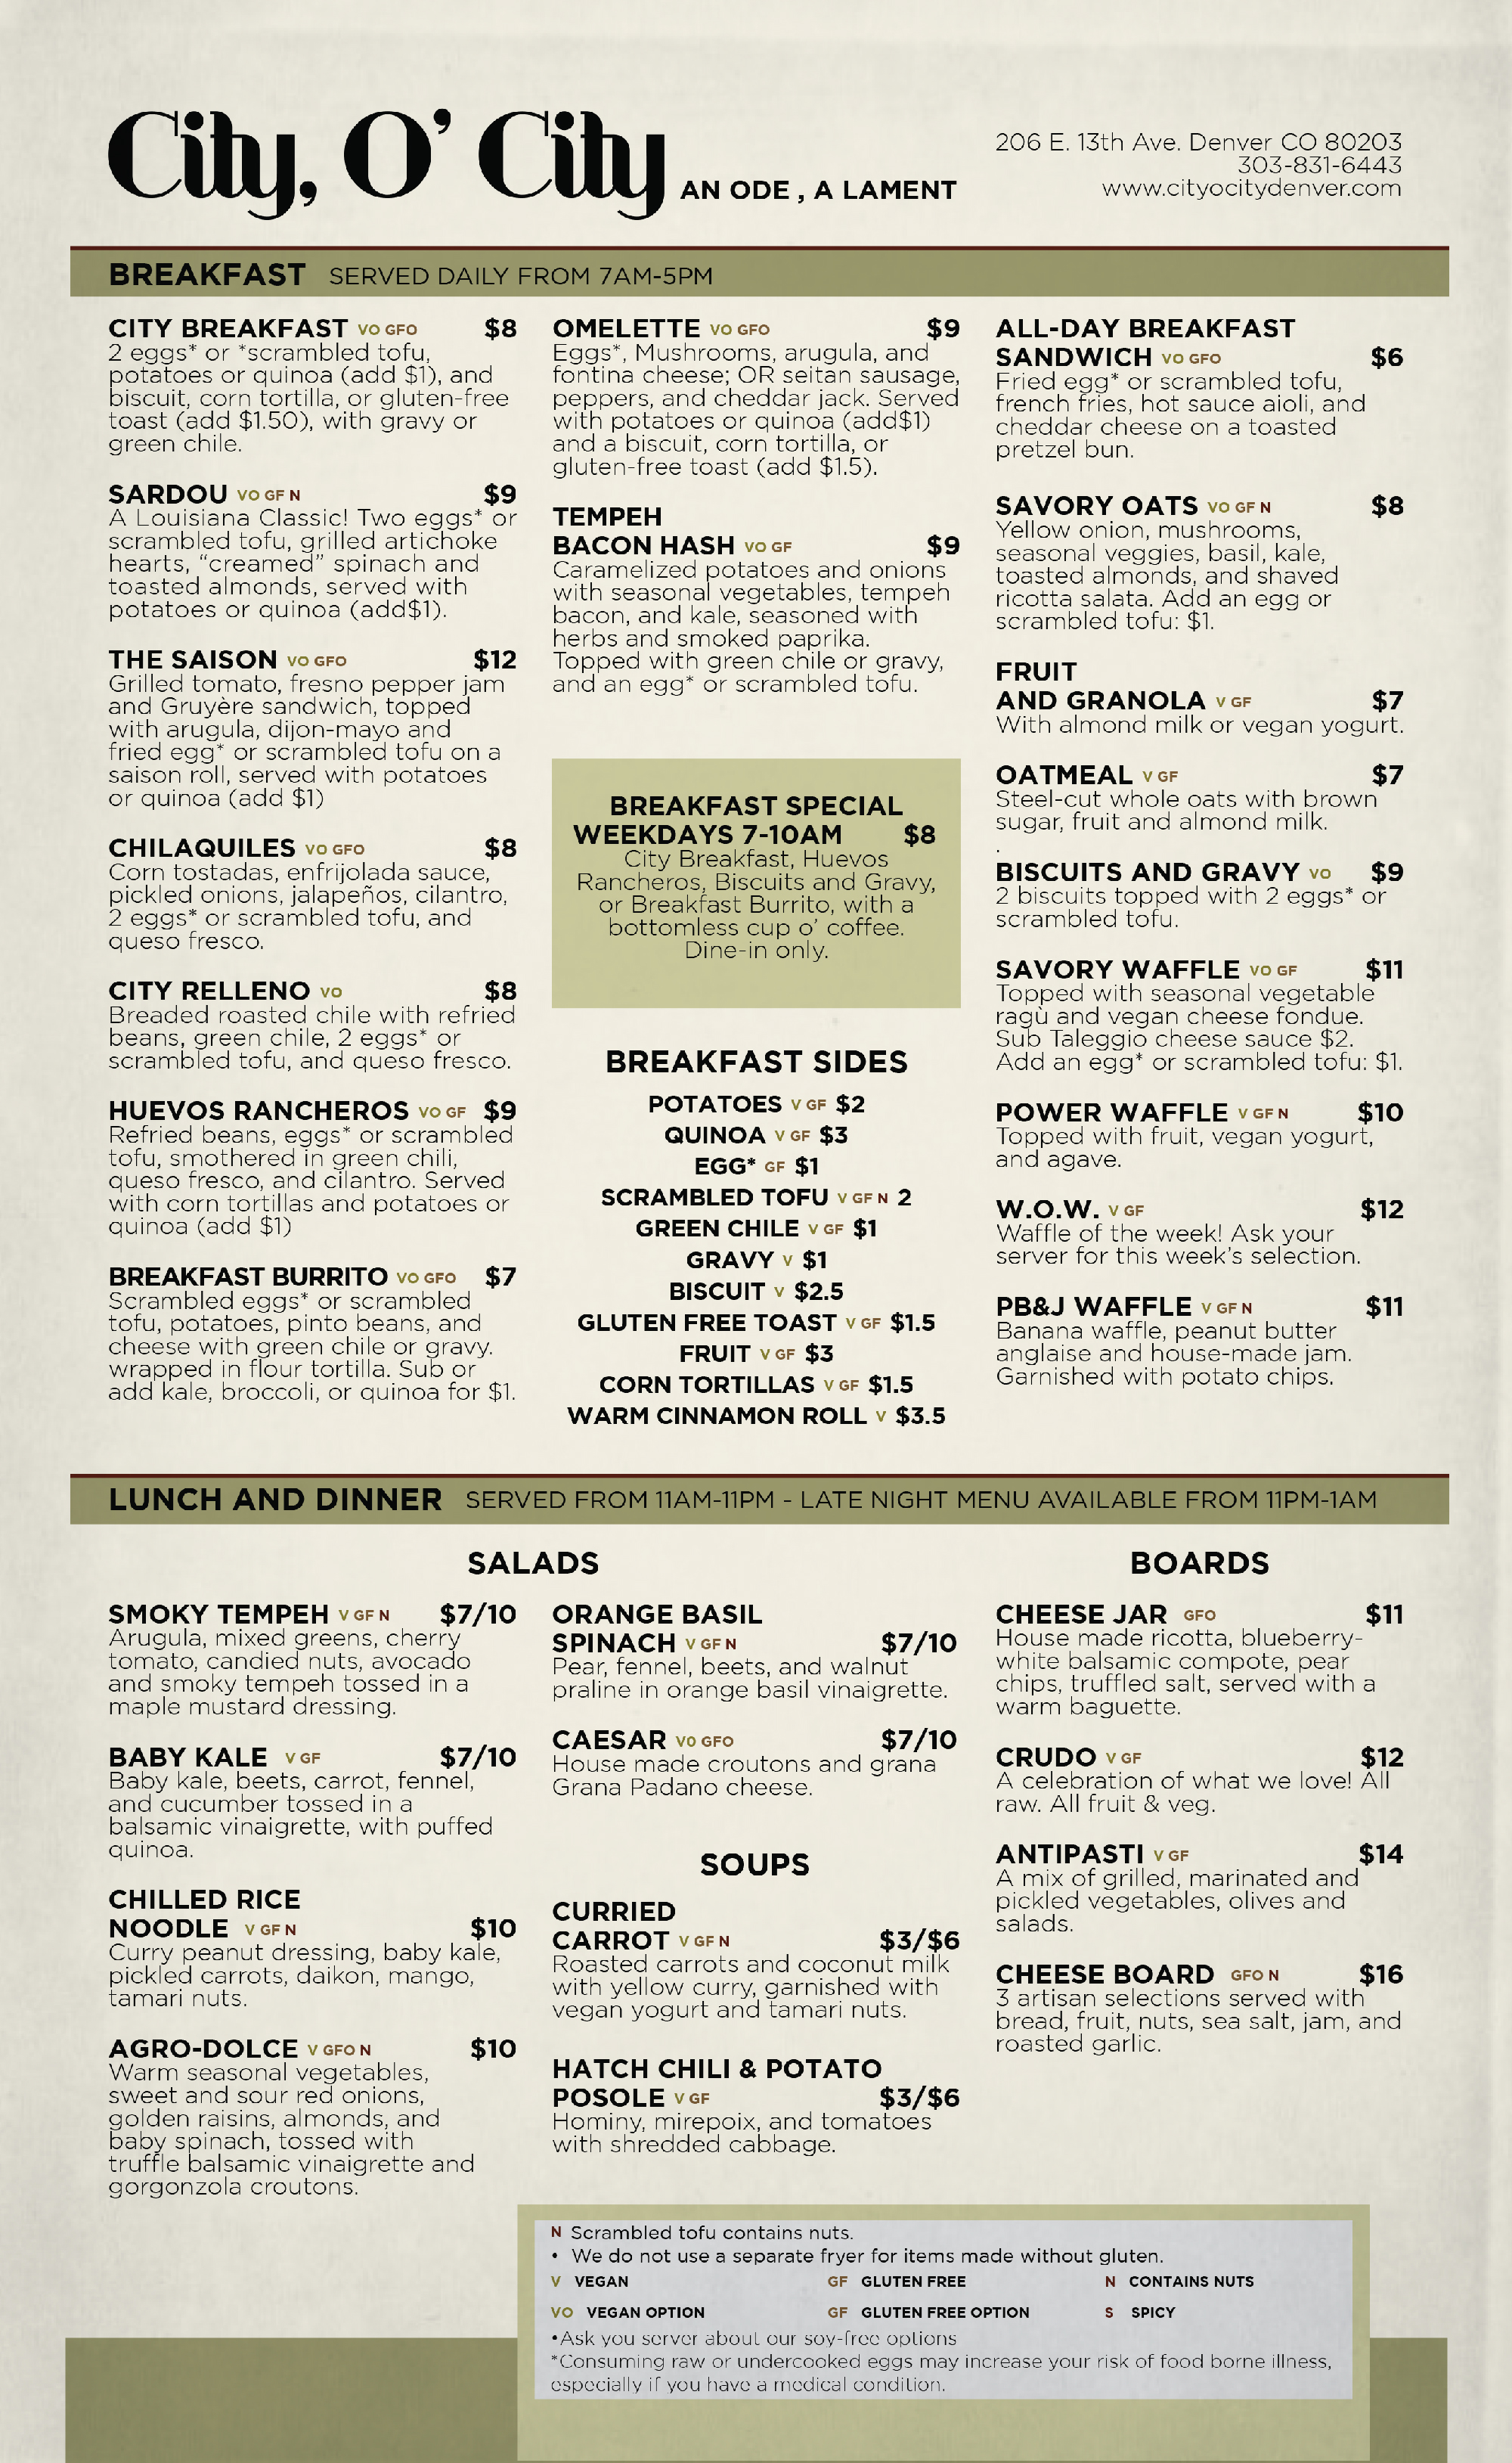 City, O' City AN ODE , A LAMENT
206 E. 13th Ave. Denver CO 80203
303-831-6443
www.cityocitydenver.com
BREAKFAST SERVED DAILY FROM 7AM-5PM
CITY BREAKFAST VO GFO $8
2 eggs* or *scrambled tofu,
potatoes or quinoa (add $1), and
biscuit, corn tortilla, or gluten-free
toast (add $1.50), with gravy or
green chile.
SARDOU VO GF N $9
A Louisiana Classic! Two eggs* or
scrambled tofu, grilled artichoke
hearts, “creamed” spinach and
toasted almonds, served with
potatoes or quinoa (add$1).
THE SAISON VO GFO $12
Grilled tomato, fresno pepper jam
and Gruyère sandwich, topped
with arugula, dijon-mayo and
fried egg* or scrambled tofu on a
saison roll, served with potatoes
or quinoa (add $1)
CHILAQUILES VO GFO $8
Corn tostadas, enfrijolada sauce,
pickled onions, jalapeños, cilantro,
2 eggs* or scrambled tofu, and
queso fresco.
CITY RELLENO VO $8
Breaded roasted chile with refried
beans, green chile, 2 eggs* or
scrambled tofu, and queso fresco.
HUEVOS RANCHEROS VO GF $9
Refried beans, eggs* or scrambled
tofu, smothered in green chili,
queso fresco, and cilantro. Served
with corn tortillas and potatoes or
quinoa (add $1)
BREAKFAST BURRITO VO GFO $7
Scrambled eggs* or scrambled
tofu, potatoes, pinto beans, and
cheese with green chile or gravy.
wrapped in flour tortilla. Sub or
add kale, broccoli, or quinoa for $1.
OMELETTE VO GFO $9
Eggs*, Mushrooms, arugula, and
fontina cheese; OR seitan sausage,
peppers, and cheddar jack. Served
with potatoes or quinoa (add$1)
and a biscuit, corn tortilla, or
gluten-free toast (add $1.5).
TEMPEH
BACON HASH VO GF $9
Caramelized potatoes and onions
with seasonal vegetables, tempeh
bacon, and kale, seasoned with
herbs and smoked paprika.
Topped with green chile or gravy,
and an egg* or scrambled tofu.
BREAKFAST SPECIAL
WEEKDAYS 7-10AM $8
City Breakfast, Huevos
Rancheros, Biscuits and Gravy,
or Breakfast Burrito, with a
bottomless cup o’ coffee.
Dine-in only.
BREAKFAST SIDES
POTATOES V GF $2
QUINOA V GF $3
EGG* GF $1
SCRAMBLED TOFU V GF N 2
GREEN CHILE V GF $1
GRAVY V $1
BISCUIT V $2.5
GLUTEN FREE TOAST V GF $1.5
FRUIT V GF $3
CORN TORTILLAS V GF $1.5
WARM CINNAMON ROLL V $3.5
ALL-DAY BREAKFAST
SANDWICH VO GFO $6
Fried egg* or scrambled tofu,
french fries, hot sauce aioli, and
cheddar cheese on a toasted
pretzel bun.
SAVORY OATS VO GF N $8
Yellow onion, mushrooms,
seasonal veggies, basil, kale,
toasted almonds, and shaved
ricotta salata. Add an egg or
scrambled tofu: $1.
FRUIT
AND GRANOLA V GF $7
With almond milk or vegan yogurt.
OATMEAL V GF $7
Steel-cut whole oats with brown
sugar, fruit and almond milk.
.
BISCUITS AND GRAVY VO $9
2 biscuits topped with 2 eggs* or
scrambled tofu.
SAVORY WAFFLE VO GF $11
Topped with seasonal vegetable
ragù and vegan cheese fondue.
Sub Taleggio cheese sauce $2.
Add an egg* or scrambled tofu: $1.
POWER WAFFLE V GF N $10
Topped with fruit, vegan yogurt,
and agave.
W.O.W. V GF $12
Waffle of the week! Ask your
server for this week’s selection.
PB&J WAFFLE V GF N $11
Banana waffle, peanut butter
anglaise and house-made jam.
Garnished with potato chips.
LUNCH AND DINNER SERVED FROM 11AM-11PM - LATE NIGHT MENU AVAILABLE FROM 11PM-1AM
SALADS
SMOKY TEMPEH V GF N $7/10
Arugula, mixed greens, cherry
tomato, candied nuts, avocado
and smoky tempeh tossed in a
maple mustard dressing.
BABY KALE V GF $7/10
Baby kale, beets, carrot, fennel,
and cucumber tossed in a
balsamic vinaigrette, with puffed
quinoa.
CHILLED RICE
NOODLE V GF N $10
Curry peanut dressing, baby kale,
pickled carrots, daikon, mango,
tamari nuts.
AGRO-DOLCE V GFO N $10
Warm seasonal vegetables,
sweet and sour red onions,
golden raisins, almonds, and
baby spinach, tossed with
truffle balsamic vinaigrette and
gorgonzola croutons.
ORANGE BASIL
SPINACH V GF N $7/10
Pear, fennel, beets, and walnut
praline in orange basil vinaigrette.
CAESAR V0 GFO $7/10
House made croutons and grana
Grana Padano cheese.
SOUPS
CURRIED
CARROT V GF N $3/$6
Roasted carrots and coconut milk
with yellow curry, garnished with
vegan yogurt and tamari nuts.
HATCH CHILI & POTATO
POSOLE V GF $3/$6
Hominy, mirepoix, and tomatoes
with shredded cabbage.
BOARDS
CHEESE JAR GFO $11
House made ricotta, blueberry-
white balsamic compote, pear
chips, truffled salt, served with a
warm baguette.
CRUDO V GF $12
A celebration of what we love! All
raw. All fruit & veg.
ANTIPASTI V GF $14
A mix of grilled, marinated and
pickled vegetables, olives and
salads.
CHEESE BOARD GFO N $16
3 artisan selections served with
bread, fruit, nuts, sea salt, jam, and
roasted garlic.
N Scrambled tofu contains nuts.
• We do not use a separate fryer for items made without gluten.
V VEGAN GF GLUTEN FREE N CONTAINS NUTS
VO VEGAN OPTION GF GLUTEN FREE OPTION S SPICY
•Ask you server about our soy-free options
*Consuming raw or undercooked eggs may increase your risk of food borne illness,
especially if you have a medical condition.